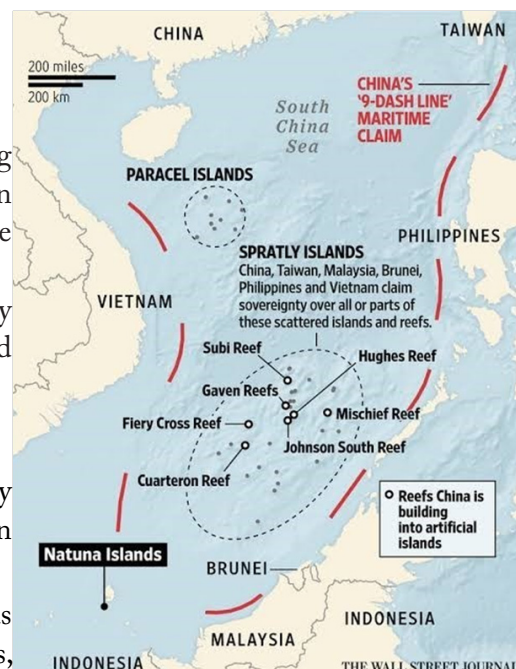 CHINA
TAIWAN
200 miles
200 km
CHINA'S
'9-DASH LINE'
MARITIME
CLAIM
South
China
Sea
PARACEL ISLANDS
PHILIPPINES
SPRATLY ISLANDS
China, Taiwan, Malaysia, Brunei,
Philippines and Vietnam claim
sovereignty over all or parts of
these scattered islands and reefs.
VIETNAM
Subi Reef
Hughes Reef
Gaven Reefs
Mischief Reef
Fiery Cross Reef
Johnson South Reef
Cuarteron Reef
Reefs China is
building
into artificial
islands
Natuna Islands
BRUNEI
INDONESIA
MALAYSIA
INDONESIA
THE WALL STREET JOURNAL